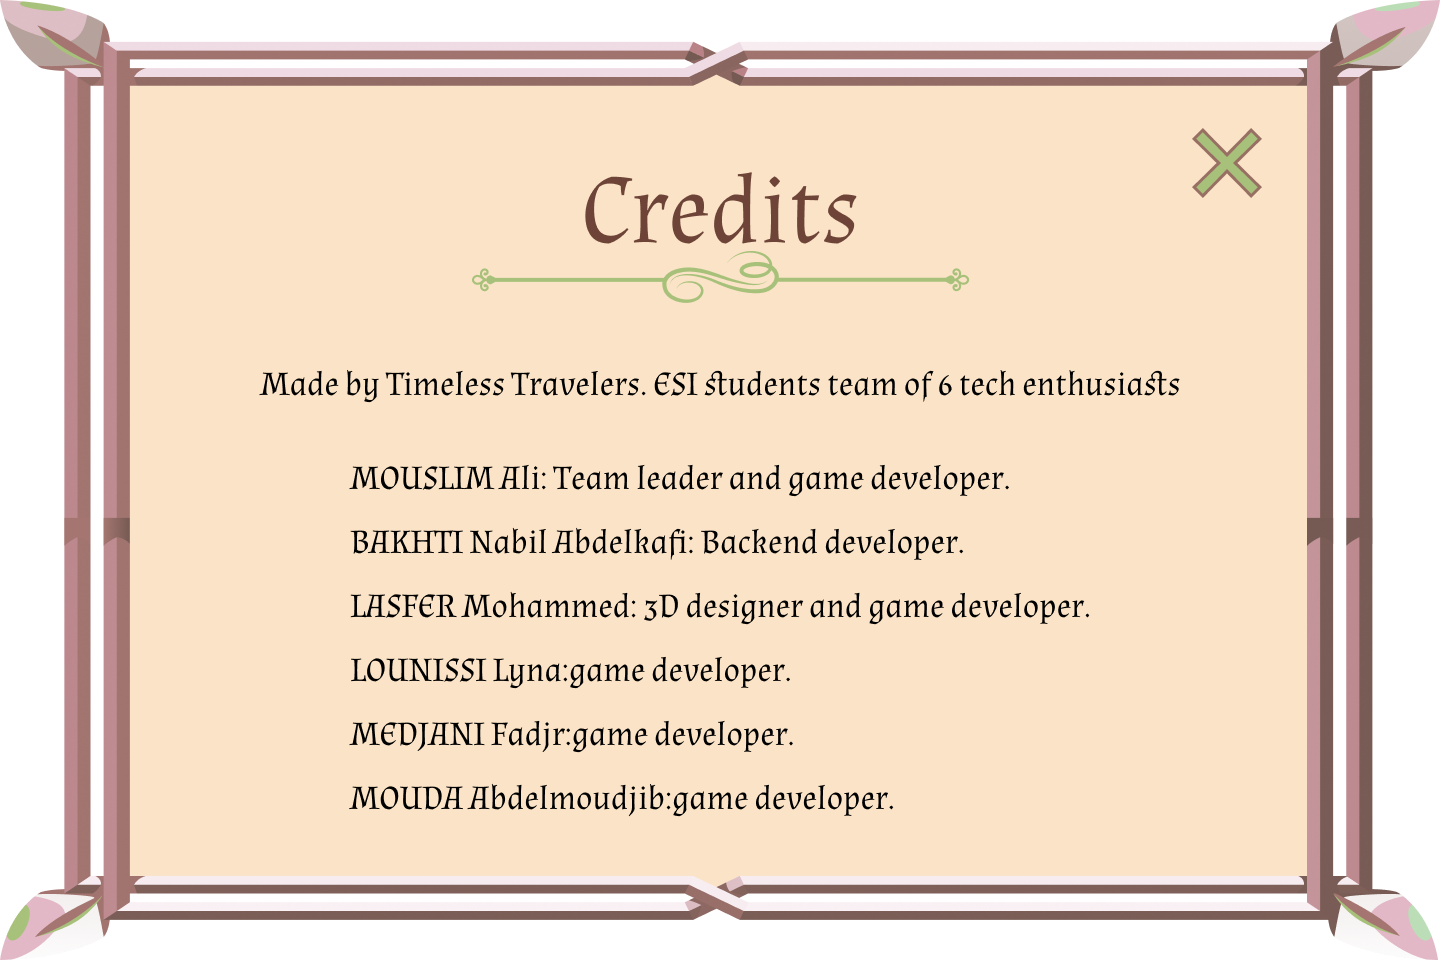 Credits
Made by Timeless Travelers. ESI students team of 6 tech enthusiasts
MOUSLIM Ali: Team leader and game developer.
BAKHTI Nabil Abdelkafi: Backend developer.
LASFER Mohammed: 3D designer and game developer.
LOUNISSI Lyna:game developer.
MEDJANI Fadjr:game developer.
MOUDA Abdelmoudjib:game developer.